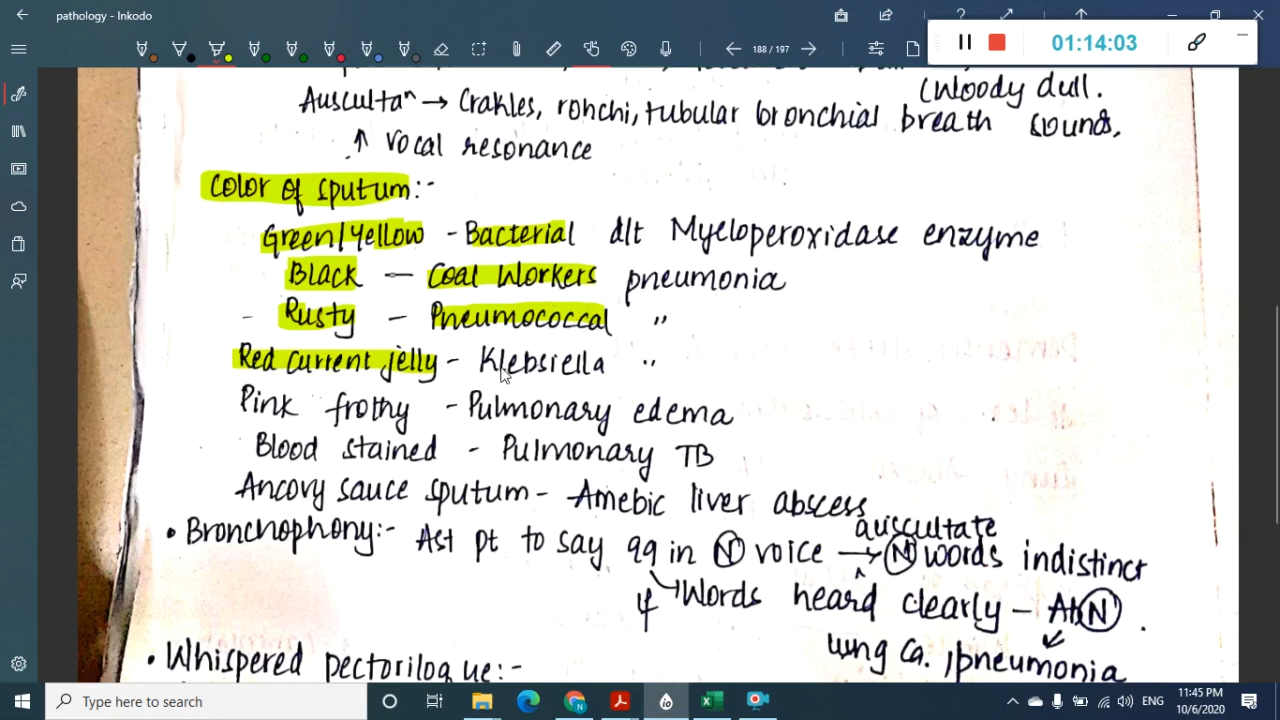 pathology - Inkodo
188 / 197
01:14:03
(Woody dull.
Auscultaⁿ → Crakles, ronchi, tubular bronchial breath sounds,
↑ vocal resonance
Color of sputum:-
Green/Yellow - Bacterial d/t Myeloperoxidase enzyme
Black — Coal Workers pneumonia
- Rusty - Pneumococcal "
Red current jelly - Klebsiella "
Pink frothy - Pulmonary edema
Blood stained - Pulmonary TB
Ancovy sauce sputum - Amebic liver abscess
• Bronchophony:- Ast pt to say 99 in N voice → auscultate N words indistinct
If Words heard clearly - Ab N.
lung ca., pneumonia
• Whispered pectoriloque:-
Type here to search
ENG
11:45 PM
10/6/2020